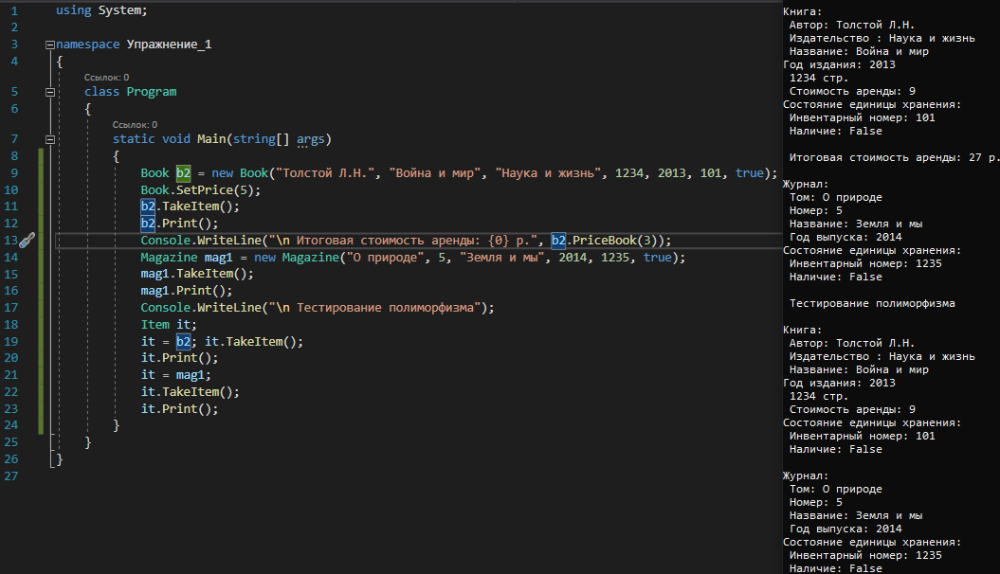 1 using System;
2
3 namespace Упражнение_1
4 {
Ссылок: 0
5 class Program
6 {
Ссылок: 0
7 static void Main(string[] args)
8 {
9 Book b2 = new Book("Толстой Л.Н.", "Война и мир", "Наука и жизнь", 1234, 2013, 101, true);
10 Book.SetPrice(5);
11 b2.TakeItem();
12 b2.Print();
13 Console.WriteLine("\n Итоговая стоимость аренды: {0} р.", b2.PriceBook(3));
14 Magazine mag1 = new Magazine("О природе", 5, "Земля и мы", 2014, 1235, true);
15 mag1.TakeItem();
16 mag1.Print();
17 Console.WriteLine("\n Тестирование полиморфизма");
18 Item it;
19 it = b2; it.TakeItem();
20 it.Print();
21 it = mag1;
22 it.TakeItem();
23 it.Print();
24 }
25 }
26 }
27
Книга:
Автор: Толстой Л.Н.
Издательство : Наука и жизнь
Название: Война и мир
Год издания: 2013
1234 стр.
Стоимость аренды: 9
Состояние единицы хранения:
Инвентарный номер: 101
Наличие: False
Итоговая стоимость аренды: 27 р.
Журнал:
Том: О природе
Номер: 5
Название: Земля и мы
Год выпуска: 2014
Состояние единицы хранения:
Инвентарный номер: 1235
Наличие: False
Тестирование полиморфизма
Книга:
Автор: Толстой Л.Н.
Издательство : Наука и жизнь
Название: Война и мир
Год издания: 2013
1234 стр.
Стоимость аренды: 9
Состояние единицы хранения:
Инвентарный номер: 101
Наличие: False
Журнал:
Том: О природе
Номер: 5
Название: Земля и мы
Год выпуска: 2014
Состояние единицы хранения:
Инвентарный номер: 1235
Наличие: False